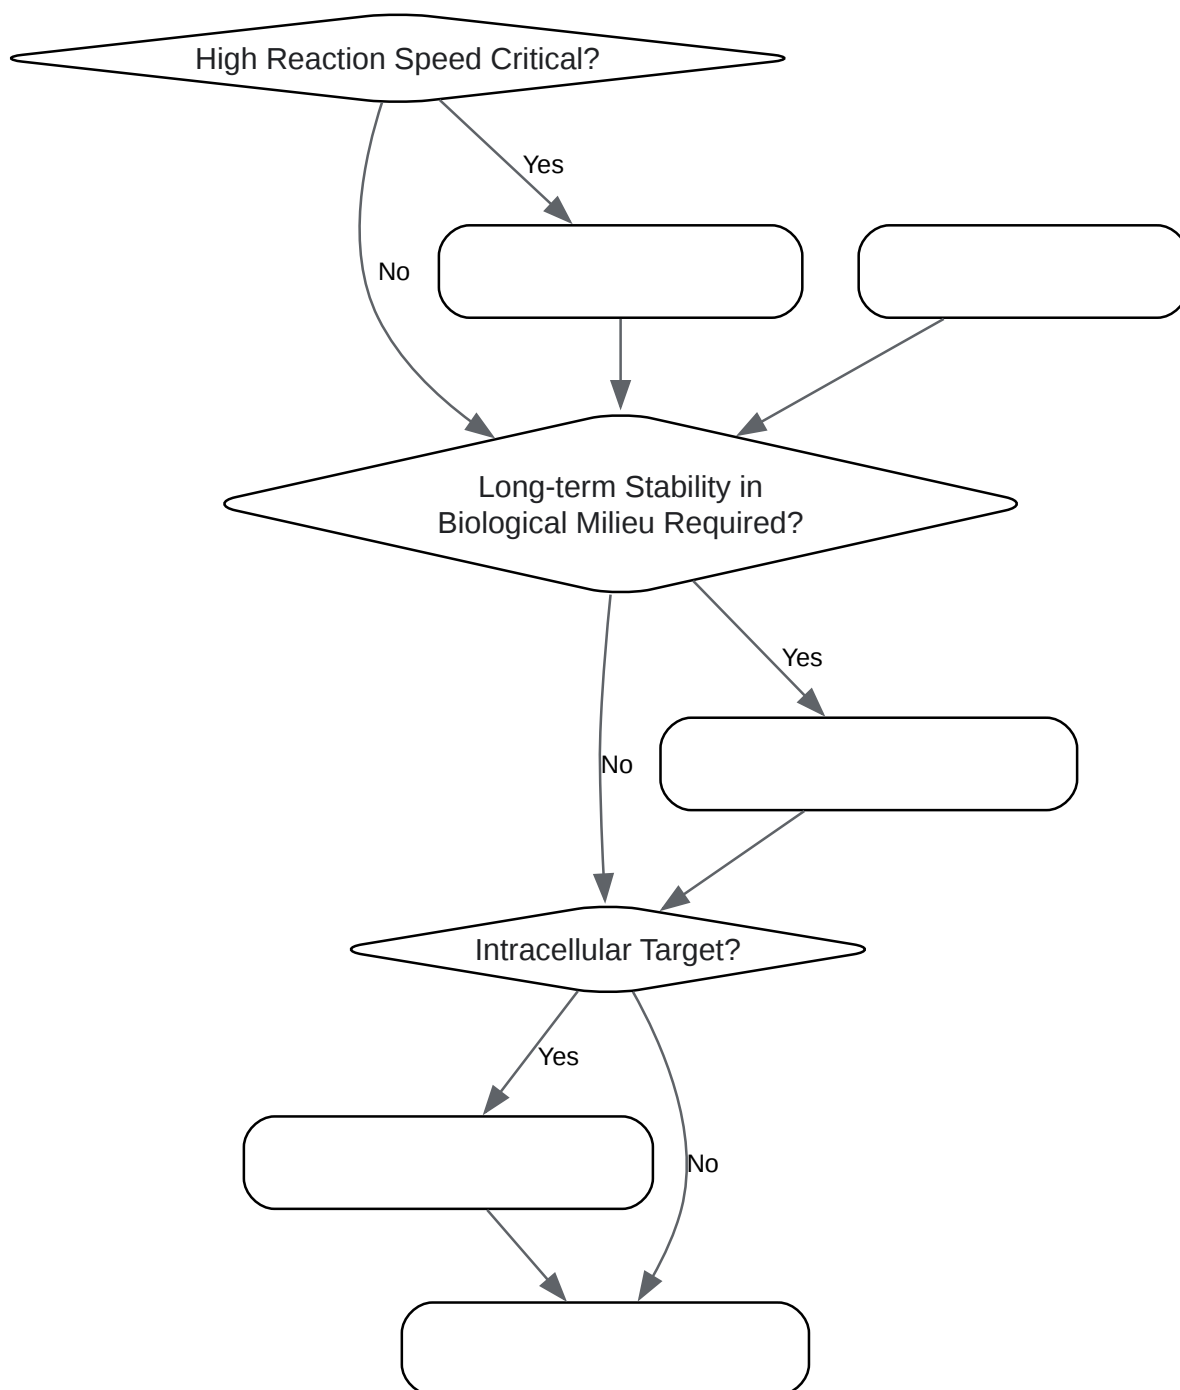 High Reaction Speed Critical?
Yes
No
Long-term Stability in
Biological Milieu Required?
Yes
No
Intracellular Target?
Yes
No